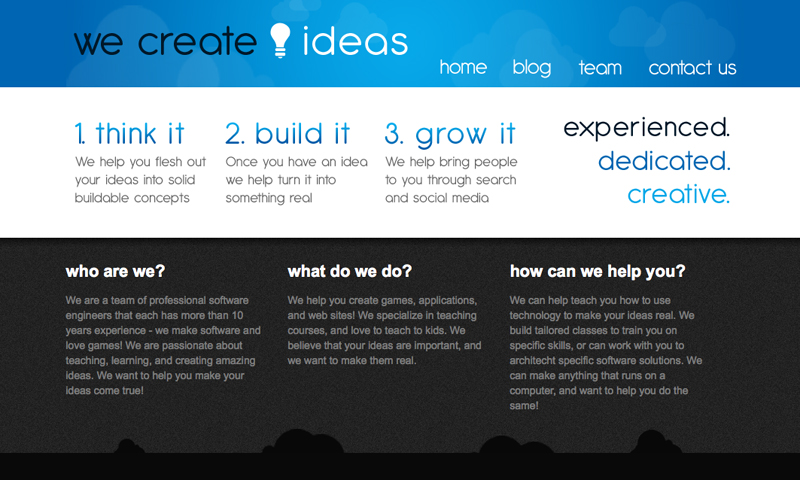 we create ideas
home blog team contact us
1. think it
We help you flesh out
your ideas into solid
buildable concepts
2. build it
Once you have an idea
we help turn it into
something real
3. grow it
We help bring people
to you through search
and social media
experienced.
dedicated.
creative.
who are we?
We are a team of professional software
engineers that each has more than 10
years experience - we make software and
love games! We are passionate about
teaching, learning, and creating amazing
ideas. We want to help you make your
ideas come true!
what do we do?
We help you create games, applications,
and web sites! We specialize in teaching
courses, and love to teach to kids. We
believe that your ideas are important, and
we want to make them real.
how can we help you?
We can help teach you how to use
technology to make your ideas real. We
build tailored classes to train you on
specific skills, or can work with you to
architecht specific software solutions. We
can make anything that runs on a
computer, and want to help you do the
same!